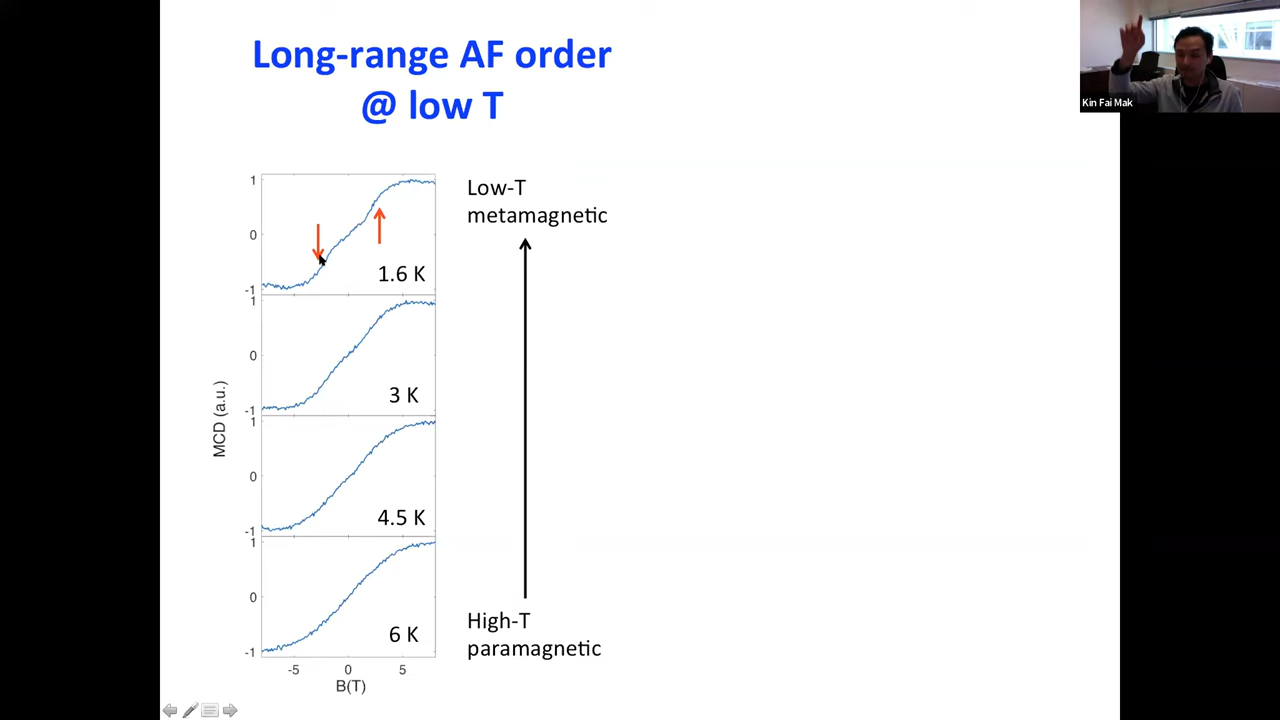 Long-range AF order
@ low T
Kin Fai Mak
Low-T
metamagnetic
1
0
-1
1.6 K
1
0
-1
3 K
MCD (a.u.)
1
0
-1
4.5 K
1
0
-1
6 K
-5
0
5
B(T)
High-T
paramagnetic